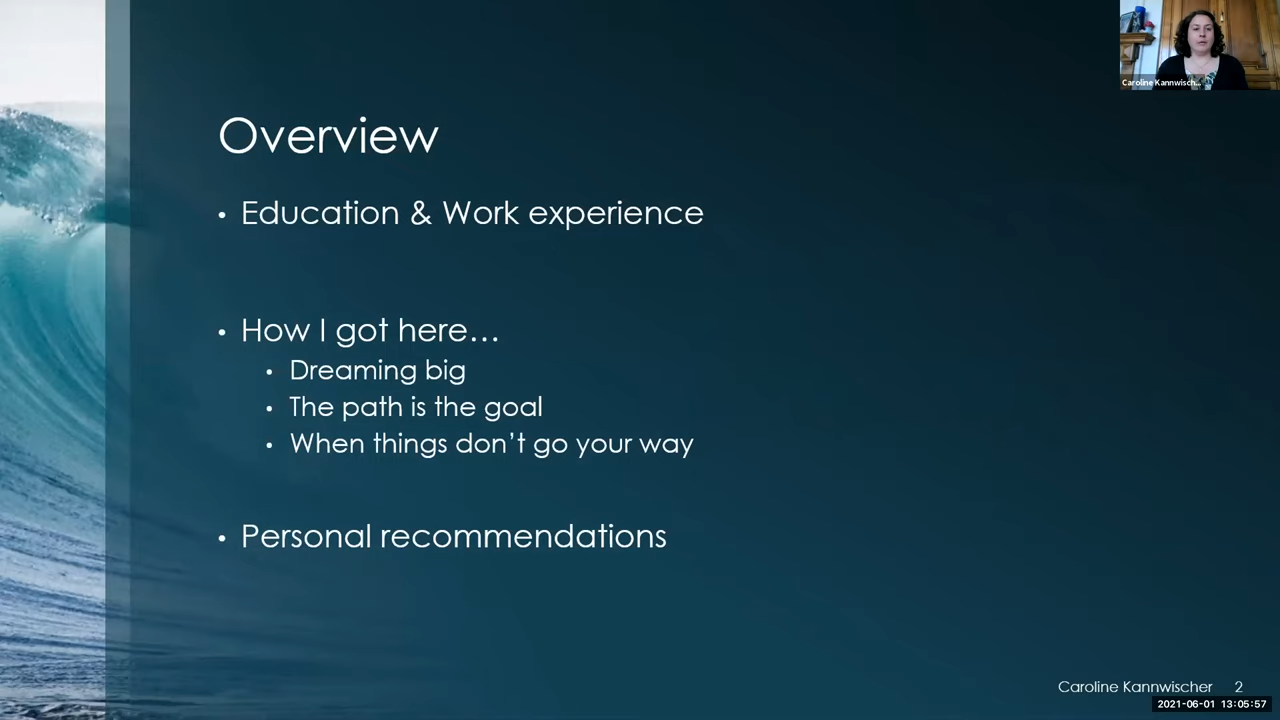 Caroline Kannwisch...
Overview
• Education & Work experience
• How I got here...
• Dreaming big
• The path is the goal
• When things don't go your way
• Personal recommendations
Caroline Kannwischer 2
2021-06-01 13:05:57